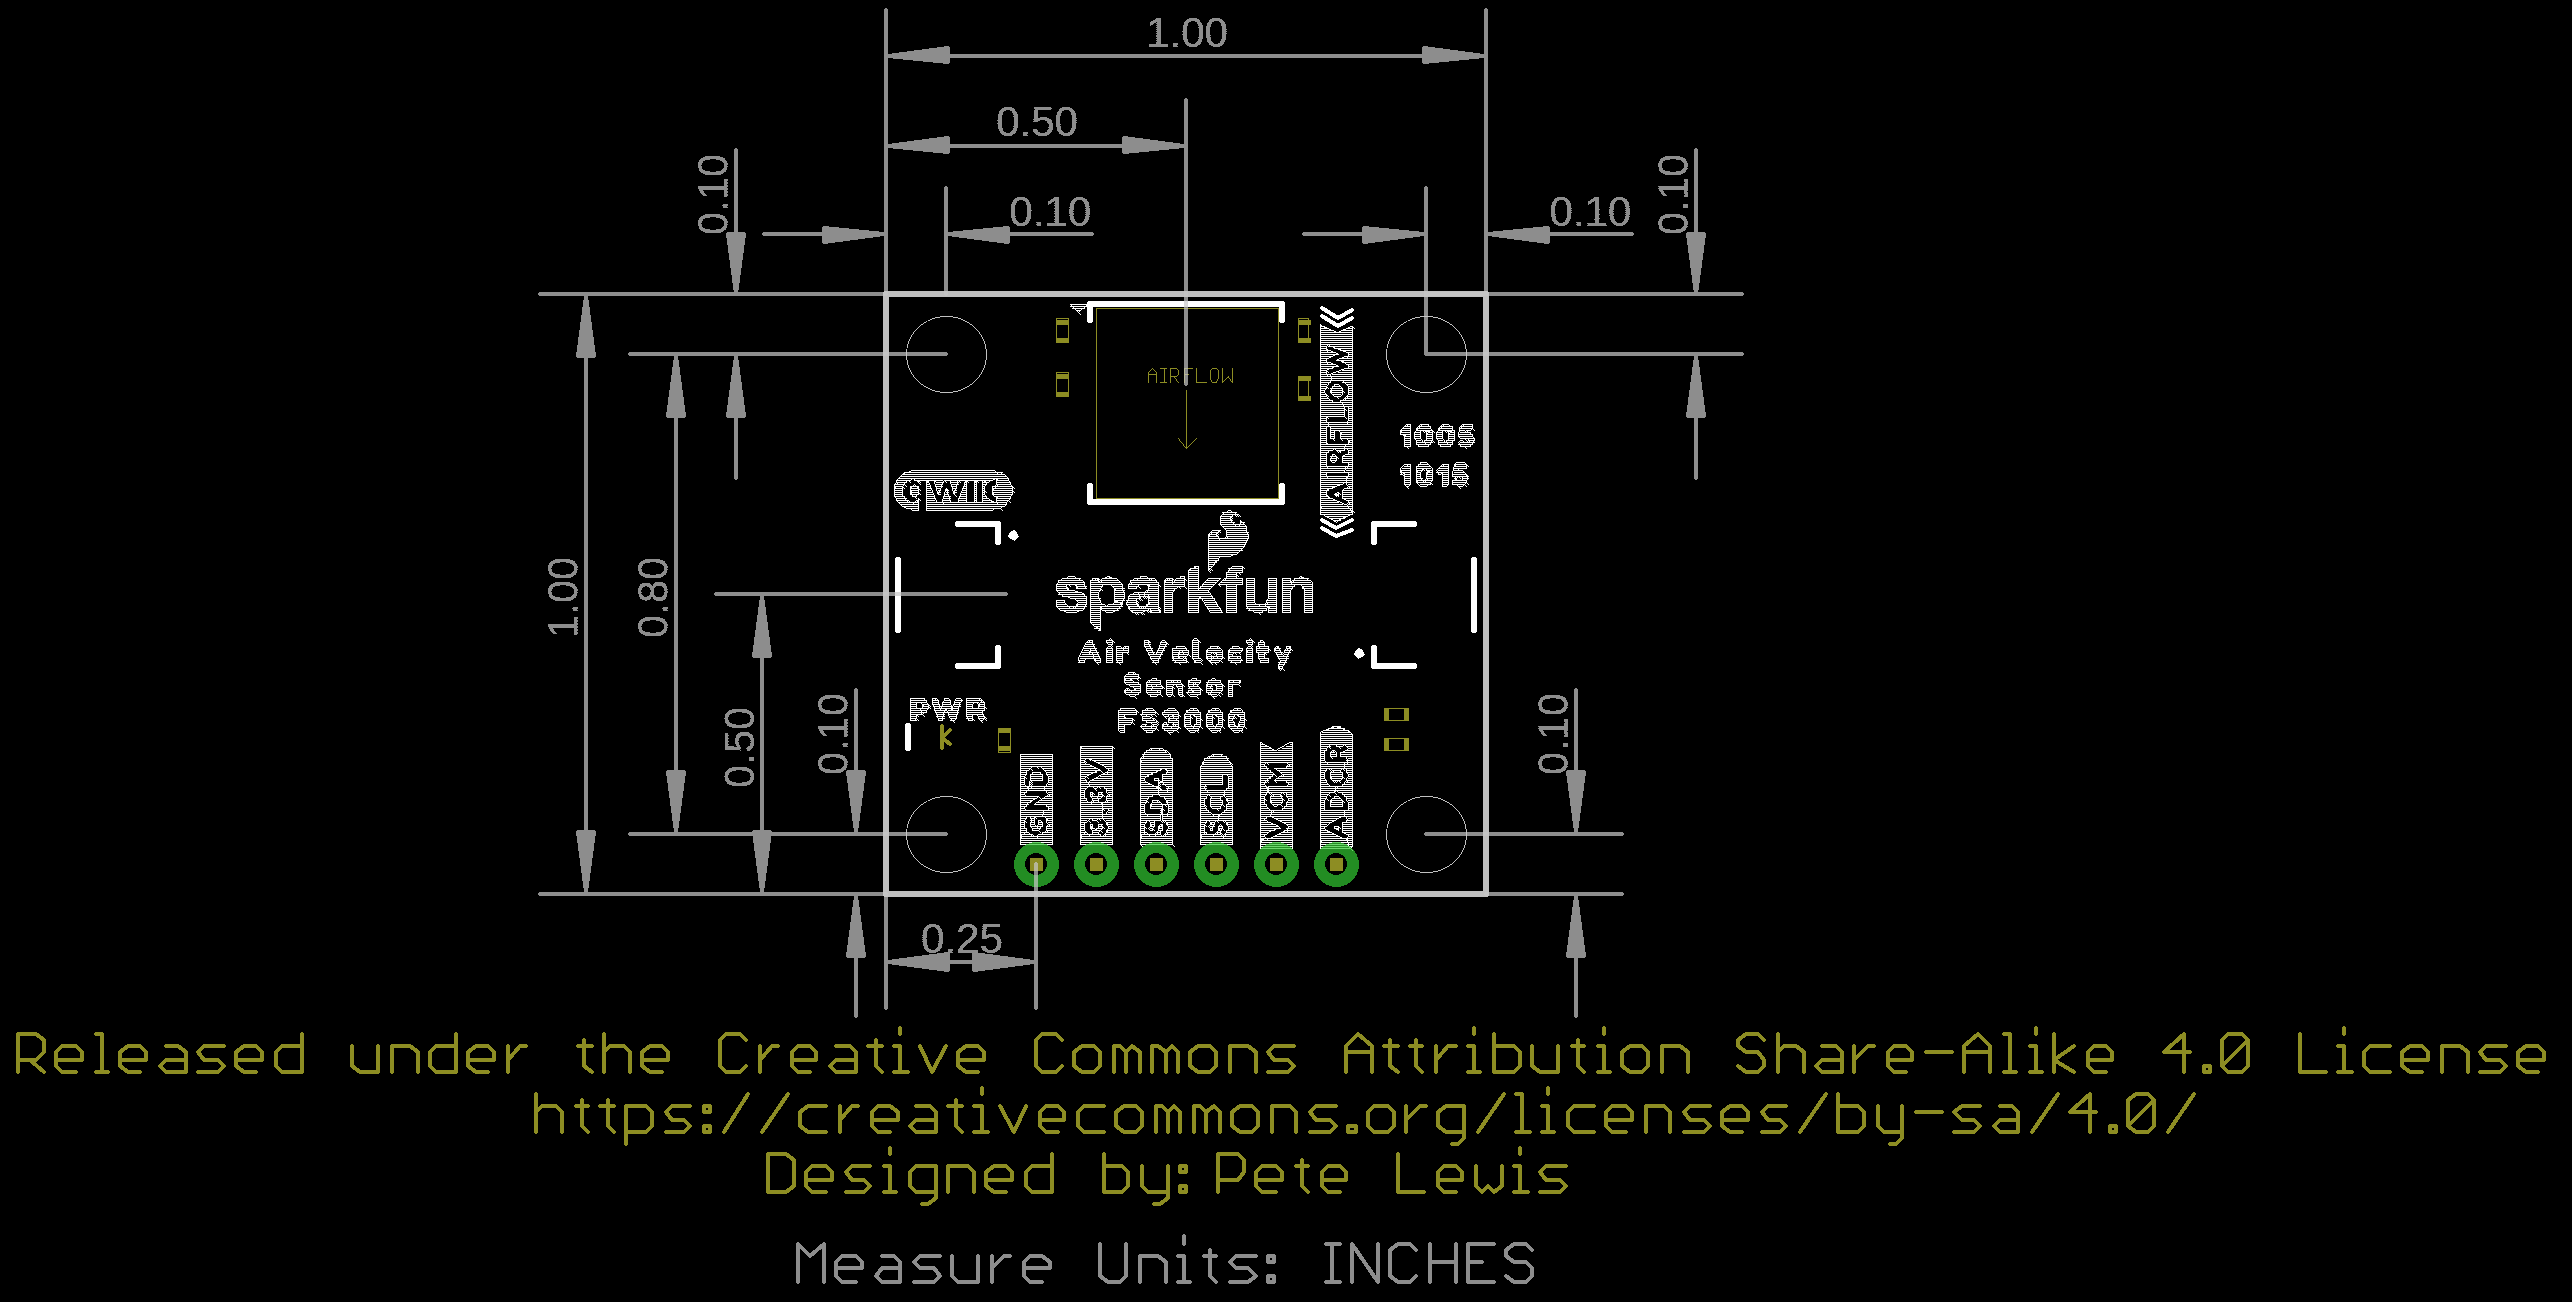 1.00
0.50
0.10
0.10
0.10
0.10
AIRFLOW
AIRFLOW
1005
1015
qwiic
1.00
0.80
sparkfun
Air Velocity
Sensor
FS3000
PWR
k
0.50
0.10
0.10
GND
3.3V
SDA
SCL
VCM
ADCR
0.25
Released under the Creative Commons Attribution Share-Alike 4.0 License
https://creativecommons.org/licenses/by-sa/4.0/
Designed by: Pete Lewis
Measure Units: INCHES